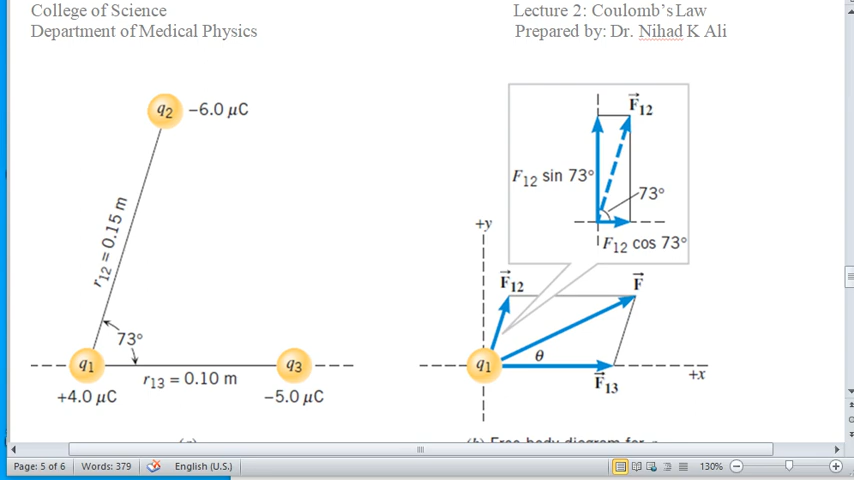 College of Science
Department of Medical Physics
Lecture 2: Coulomb's Law
Prepared by: Dr. Nihad K Ali
q2 −6.0 μC
r12 = 0.15 m
73°
q1
q3
r13 = 0.10 m
+4.0 μC
−5.0 μC
F12
F12 sin 73°
73°
F12 cos 73°
+y
F12
F
θ
q1
+x
F13
Page: 5 of 6
Words: 379
English (U.S.)
130%